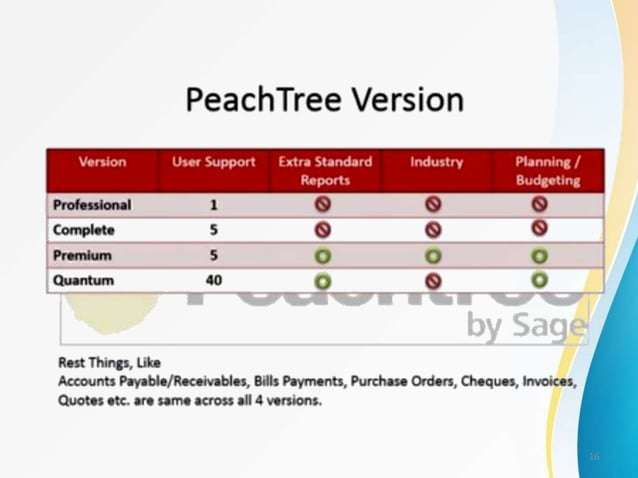 PeachTree Version
Version User Support Extra Standard Reports Industry Planning / Budgeting
Professional 1
Complete 5
Premium 5
Quantum 40
Peachtree
by Sage
Rest Things, Like
Accounts Payable/Receivables, Bills Payments, Purchase Orders, Cheques, Invoices,
Quotes etc. are same across all 4 versions.
16